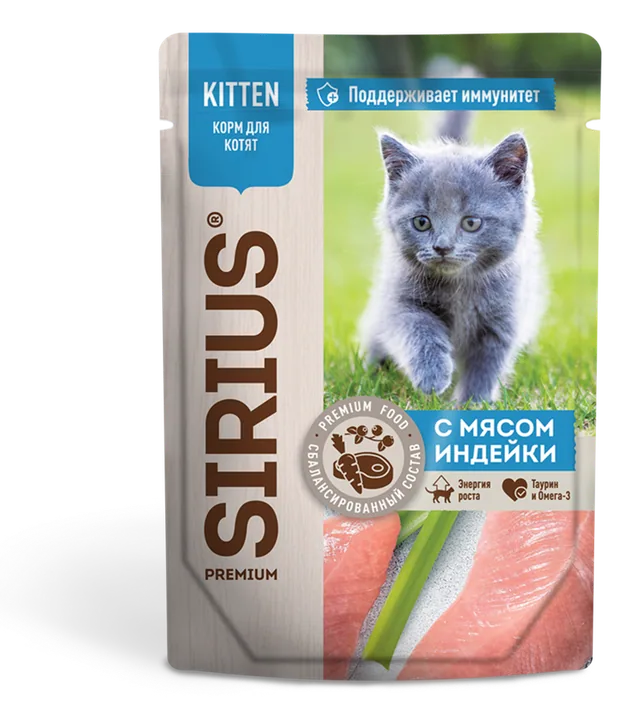 KITTEN
КОРМ ДЛЯ
КОТЯТ
Поддерживает иммунитет
SIRIUS®
PREMIUM
• PREMIUM FOOD •
СБАЛАНСИРОВАННЫЙ СОСТАВ
С МЯСОМ
ИНДЕЙКИ
Энергия
роста
Таурин
и Омега-3